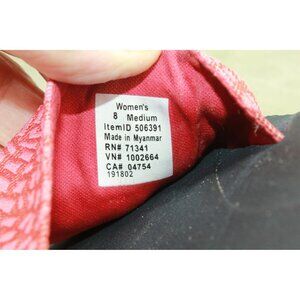 Women's
8 Medium
ItemID 506391
Made in Myanmar
RN# 71341
VN# 1002664
CA# 04754
191802